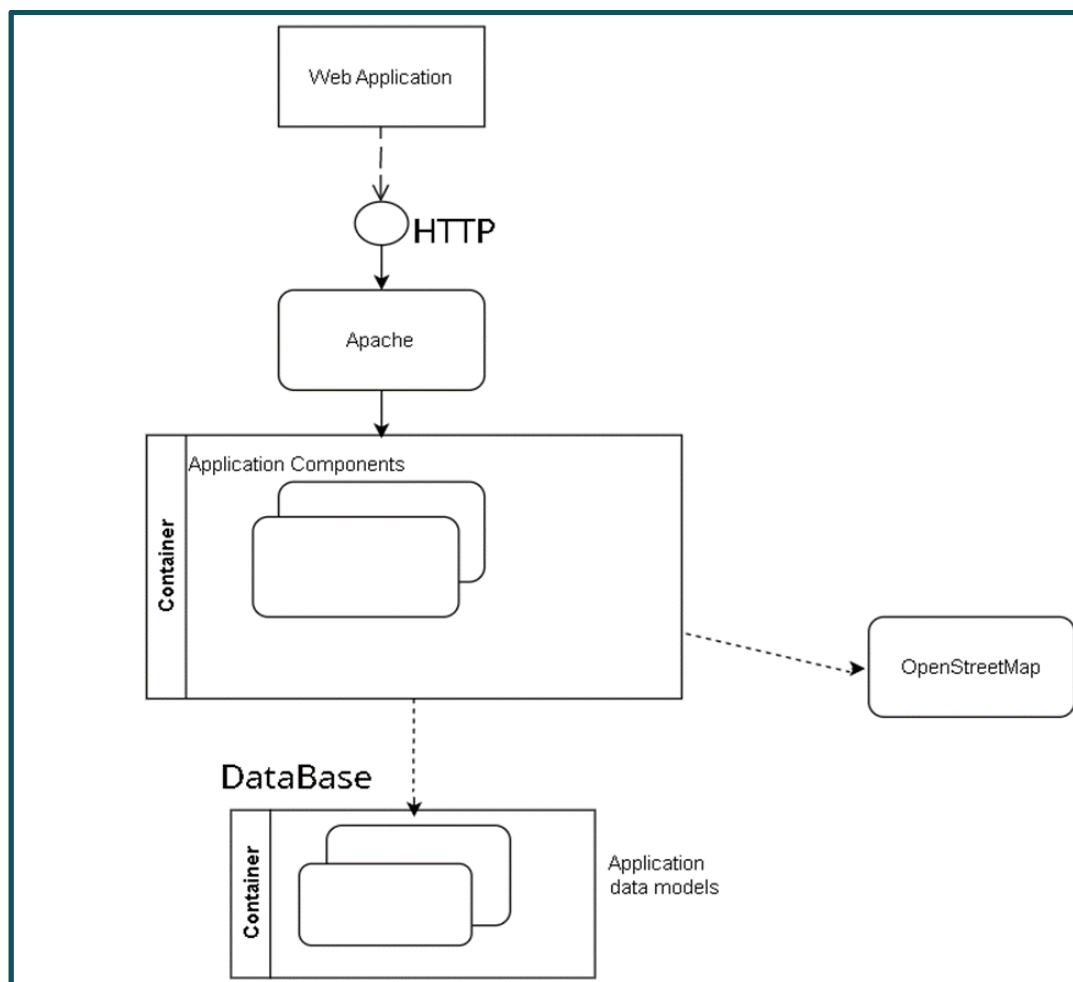 Web Application
HTTP
Apache
Application Components
Container
OpenStreetMap
DataBase
Container
Application
data models